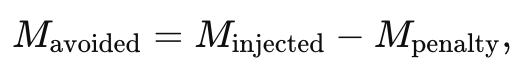 M_avoided = M_injected − M_penalty,